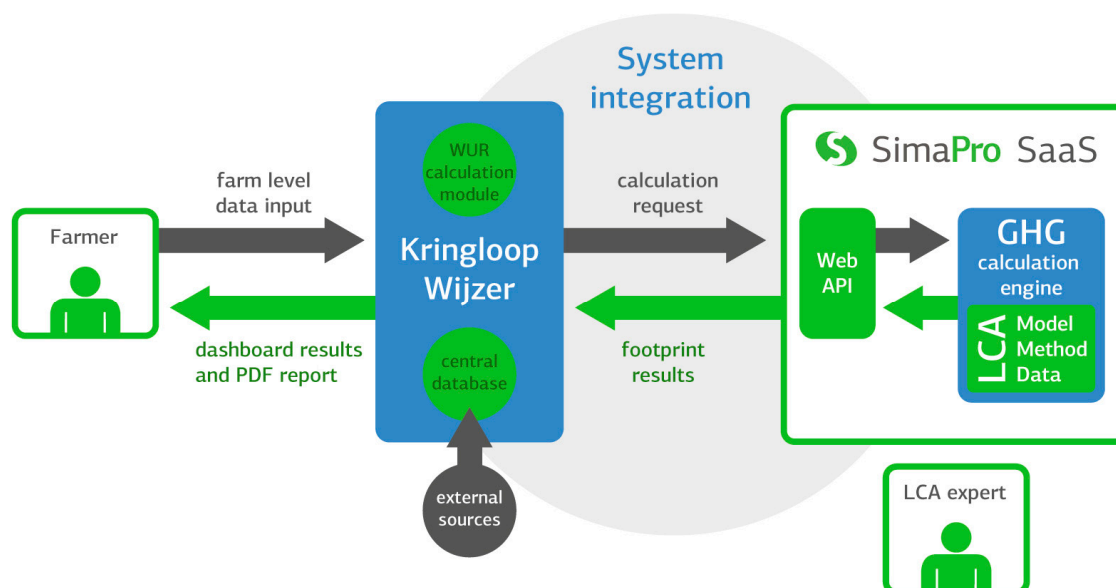 System
integration
WUR
calculation
module
SimaPro SaaS
farm level
data input
calculation
request
Farmer
Kringloop
Wijzer
Web
API
GHG
calculation
engine
LCA
Model
Method
Data
dashboard results
and PDF report
central
database
footprint
results
external
sources
LCA expert